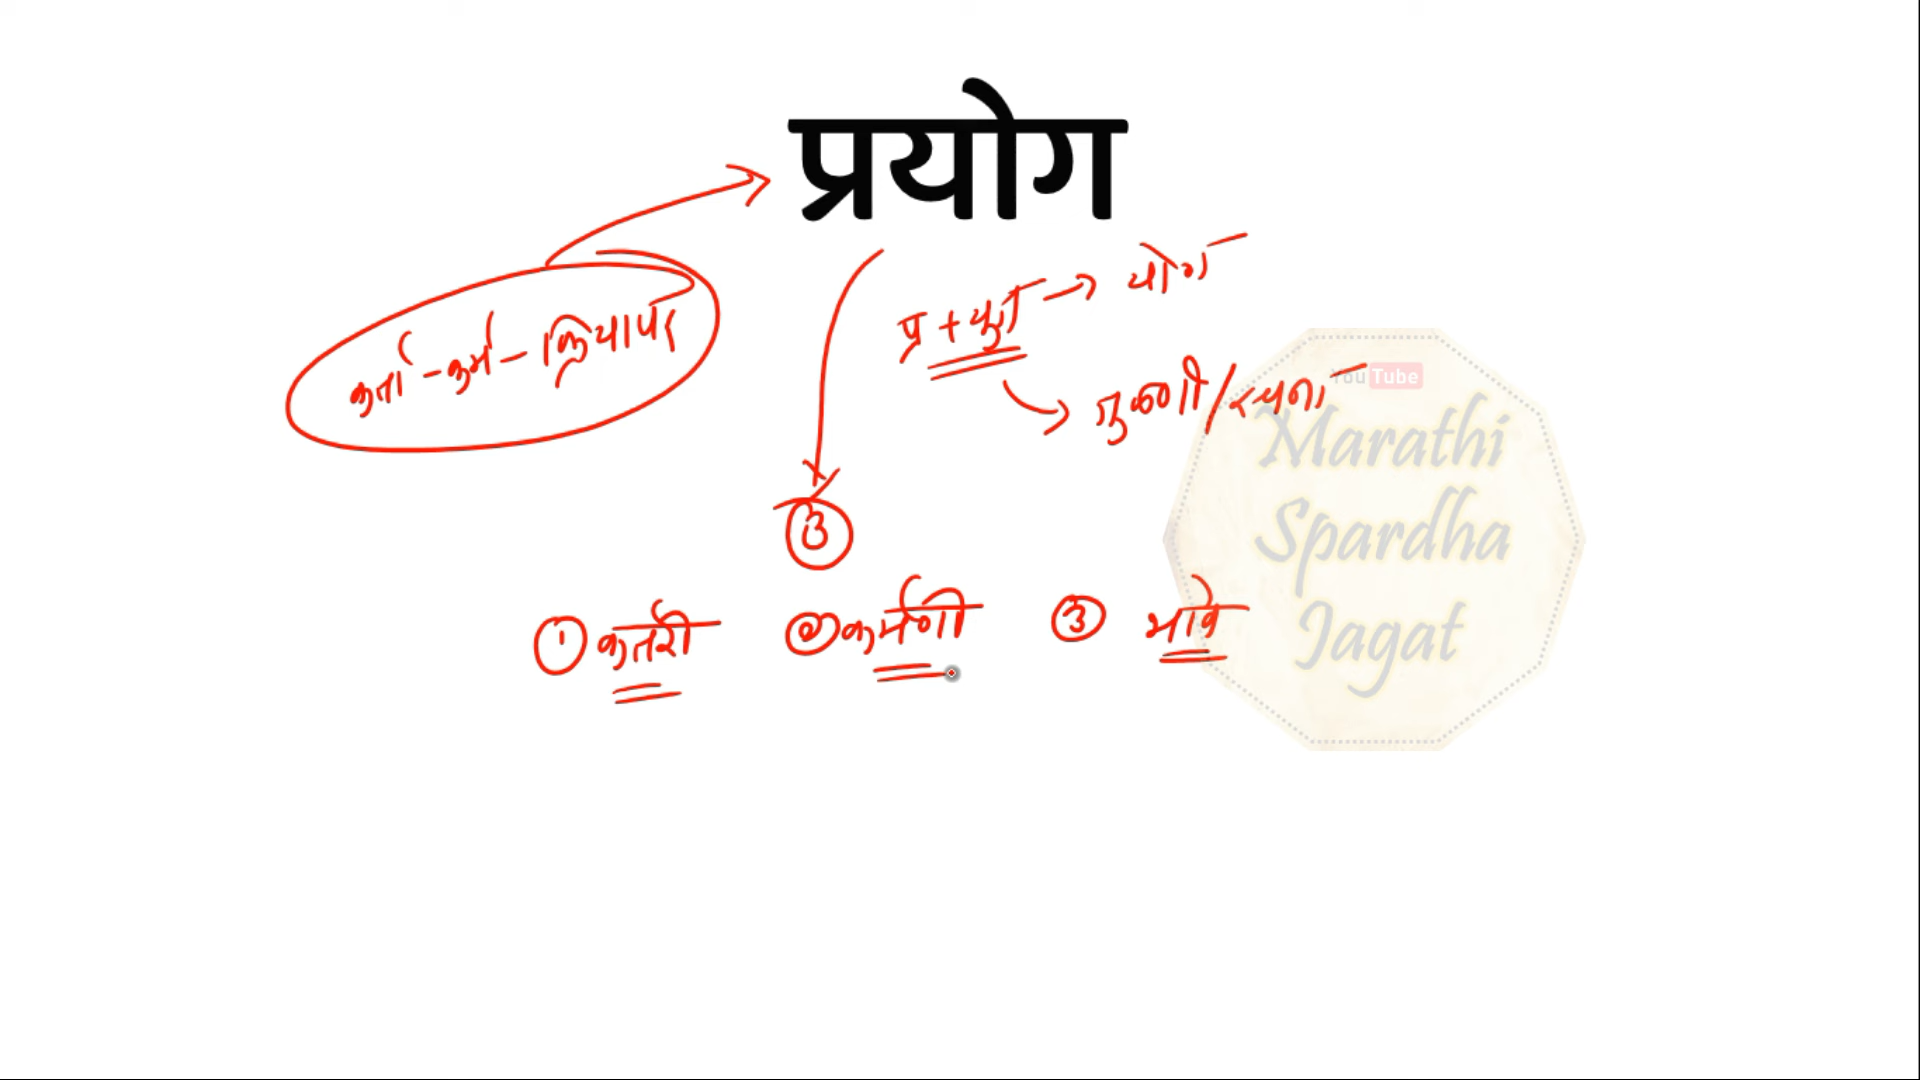 प्रयोग
प्र + युज → योग
कर्ता - कर्म - क्रियापद
जुळणी / रचना
३
① कर्तरी ② कर्मणी ③ भावे
YouTube
Marathi
Spardha
Jagat